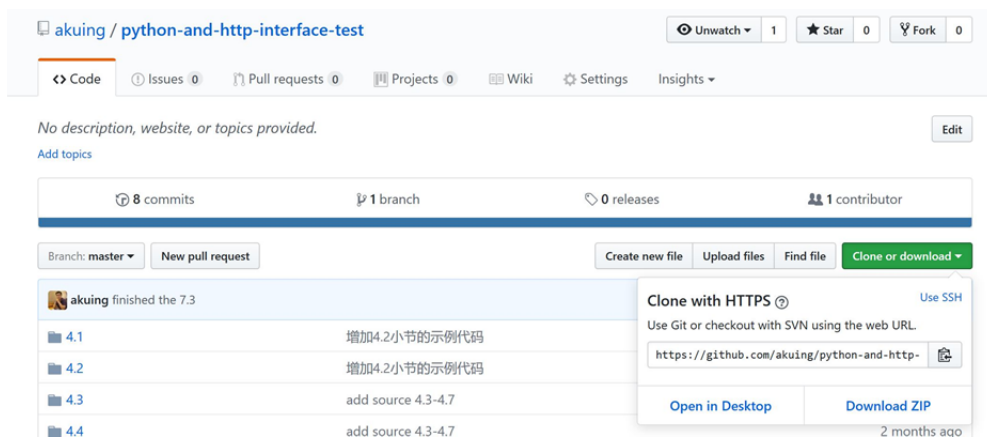 akuing / python-and-http-interface-test
Unwatch 1 Star 0 Fork 0
Code Issues 0 Pull requests 0 Projects 0 Wiki Settings Insights
No description, website, or topics provided.
Edit
Add topics
8 commits 1 branch 0 releases 1 contributor
Branch: master New pull request Create new file Upload files Find file Clone or download
akuing finished the 7.3
Clone with HTTPS ? Use SSH
Use Git or checkout with SVN using the web URL.
https://github.com/akuing/python-and-http-
Open in Desktop Download ZIP
4.1 增加4.2小节的示例代码
4.2 增加4.2小节的示例代码
4.3 add source 4.3-4.7
4.4 add source 4.3-4.7 2 months ago